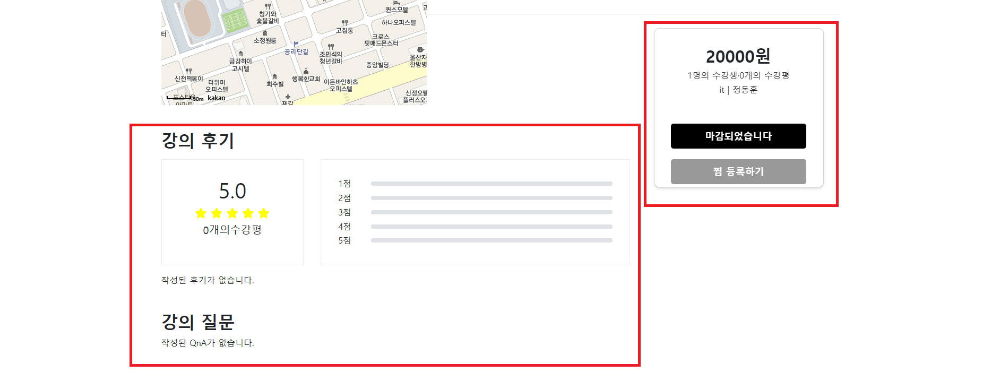 퀸스모텔
청기와
숯불갈비
하나오피스텔
고집통
터
소정원룸
크로스
핏매드몬스터
공리단길
조민석의
청년갈비
울산자
한방병
금강하이
고시텔
중앙빌딩
신전떡볶이
희수빌
행복한교회
더위미
오피스텔
이든바인하츠
오피스텔
신정오펠
플러스오
제갈
아파트
50m kakao
20000원
1명의 수강생·0개의 수강평
it | 정동훈
마감되었습니다
찜 등록하기
강의 후기
5.0
0개의수강평
1점
2점
3점
4점
5점
작성된 후기가 없습니다.
강의 질문
작성된 QnA가 없습니다.